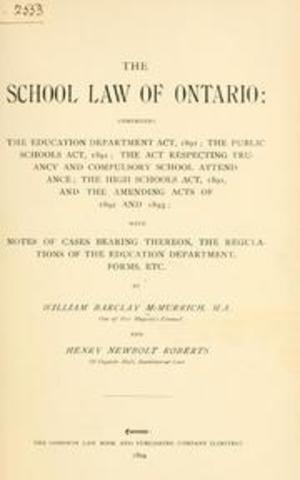 2533
THE
SCHOOL LAW OF ONTARIO:
COMPRISING
THE EDUCATION DEPARTMENT ACT, 1891; THE PUBLIC
SCHOOLS ACT, 1891; THE ACT RESPECTING TRU-
ANCY AND COMPULSORY SCHOOL ATTEND
ANCE; THE HIGH SCHOOLS ACT, 1891,
AND THE AMENDING ACTS OF
1892 AND 1893;
WITH
NOTES OF CASES BEARING THEREON, THE REGULA-
TIONS OF THE EDUCATION DEPARTMENT,
FORMS, ETC.
BY
WILLIAM BARCLAY McMURRICH, M.A.
One of Her Majesty's Counsel
AND
HENRY NEWBOLT ROBERTS
Of Osgoode Hall, Barrister-at-Law
Toronto:
THE GOODWIN LAW BOOK AND PUBLISHING COMPANY (LIMITED)
1894